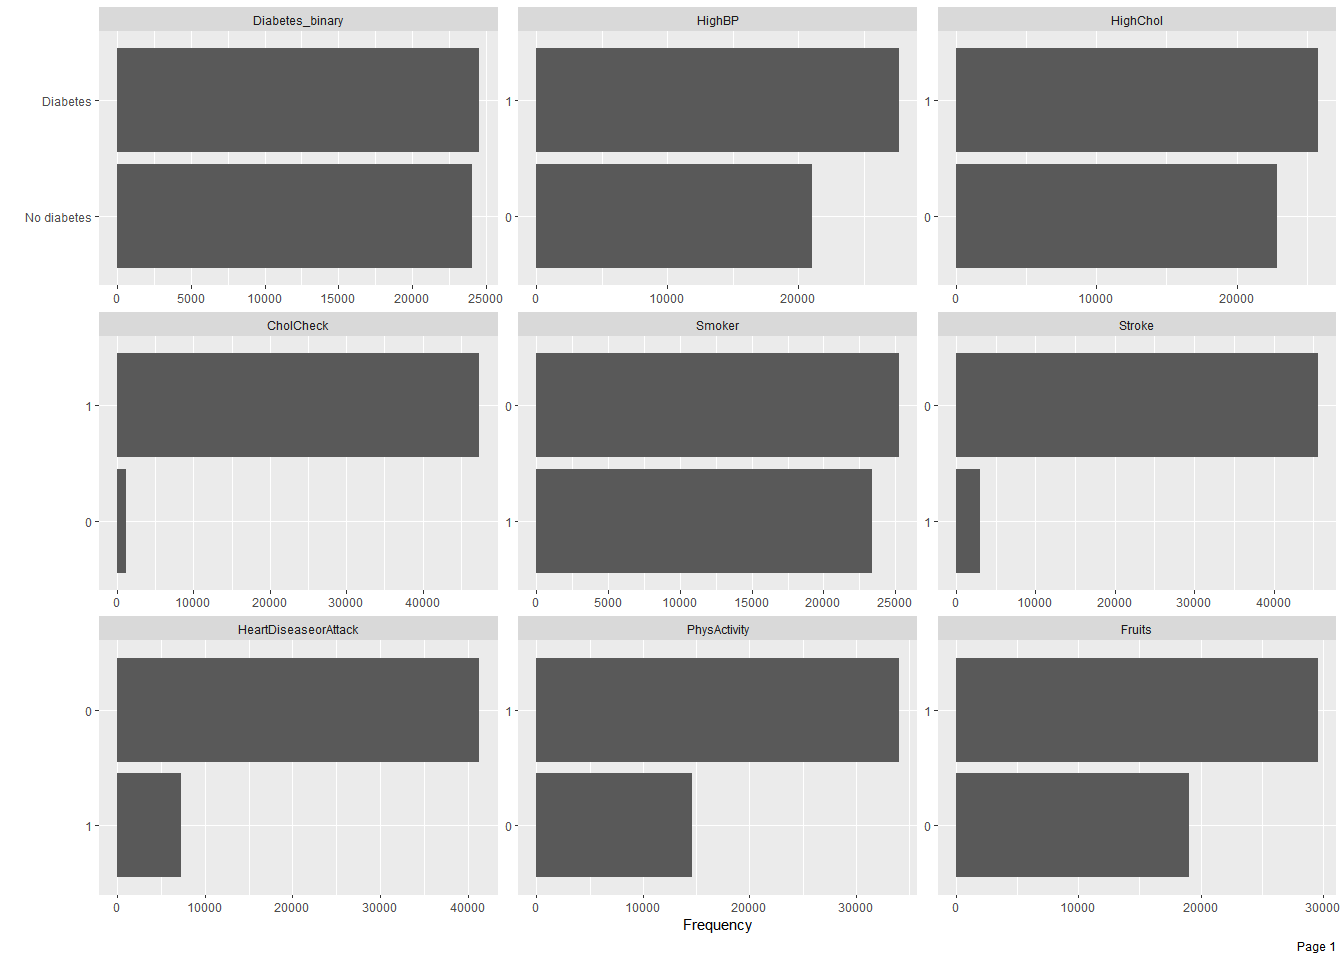 Diabetes_binary HighBP HighChol
Diabetes 1 1
No diabetes 0 0
0 5000 10000 15000 20000 25000 0 10000 20000 0 10000 20000
CholCheck Smoker Stroke
1 0 0
0 1 1
0 10000 20000 30000 40000 0 5000 10000 15000 20000 25000 0 10000 20000 30000 40000
HeartDiseaseorAttack PhysActivity Fruits
0 1 1
1 0 0
0 10000 20000 30000 40000 0 10000 20000 30000 0 10000 20000 30000
Frequency
Page 1